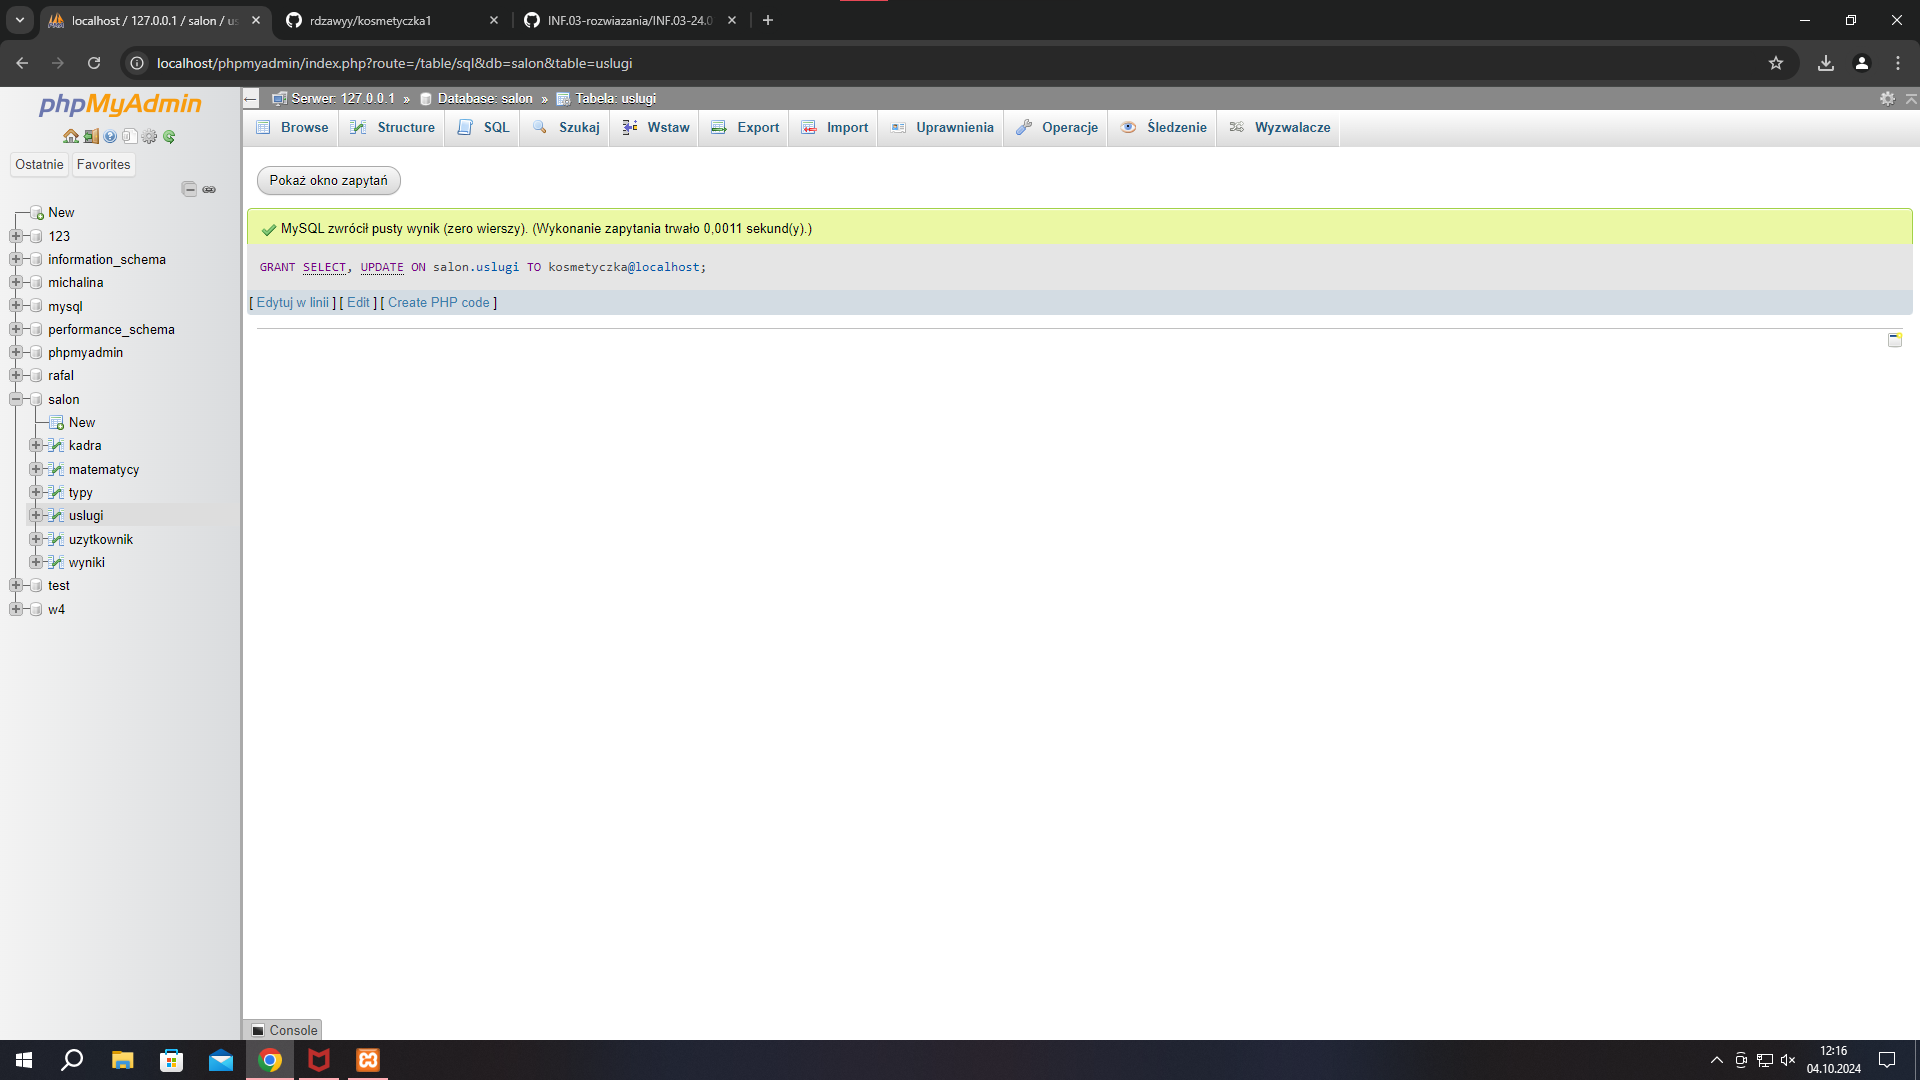 localhost / 127.0.0.1 / salon / us
rdzawyy/kosmetyczka1
INF.03-rozwiazania/INF.03-24.0
localhost/phpmyadmin/index.php?route=/table/sql&db=salon&table=uslugi
phpMyAdmin
Ostatnie
Favorites
New
123
information_schema
michalina
mysql
performance_schema
phpmyadmin
rafal
salon
New
kadra
matematycy
typy
uslugi
uzytkownik
wyniki
test
w4
Serwer: 127.0.0.1 » Database: salon » Tabela: uslugi
Browse
Structure
SQL
Szukaj
Wstaw
Export
Import
Uprawnienia
Operacje
Śledzenie
Wyzwalacze
Pokaż okno zapytań
MySQL zwrócił pusty wynik (zero wierszy). (Wykonanie zapytania trwało 0,0011 sekund(y).)
GRANT SELECT, UPDATE ON salon.uslugi TO kosmetyczka@localhost;
[ Edytuj w linii ] [ Edit ] [ Create PHP code ]
Console
12:16
04.10.2024